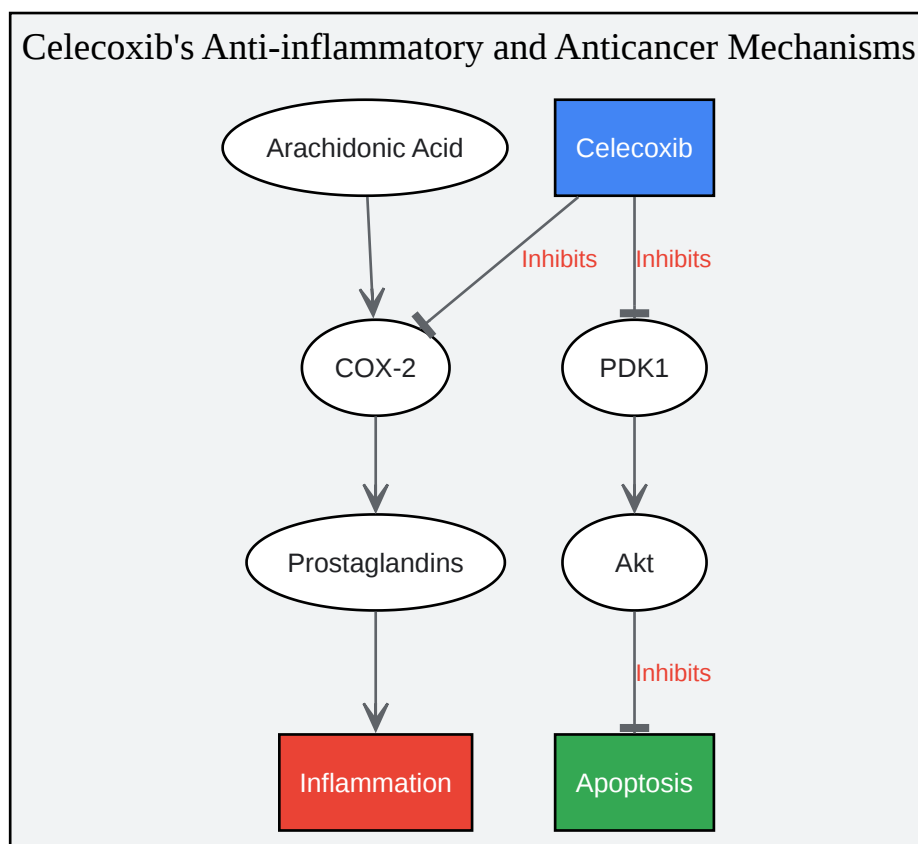 Celecoxib's Anti-inflammatory and Anticancer Mechanisms
Arachidonic Acid
Celecoxib
Inhibits
Inhibits
COX-2
PDK1
Prostaglandins
Akt
Inhibits
Inflammation
Apoptosis